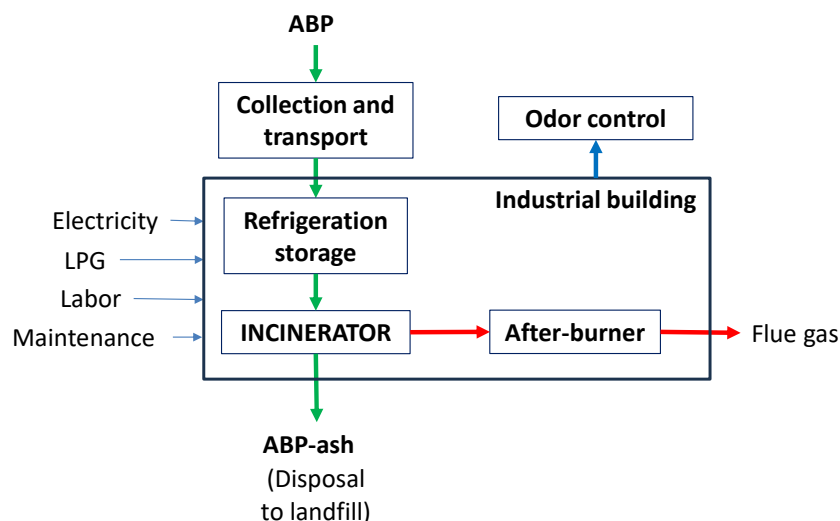 ABP
Collection and
transport
Odor control
Industrial building
Electricity
LPG
Labor
Maintenance
Refrigeration
storage
INCINERATOR
After-burner
Flue gas
ABP-ash
(Disposal
to landfill)